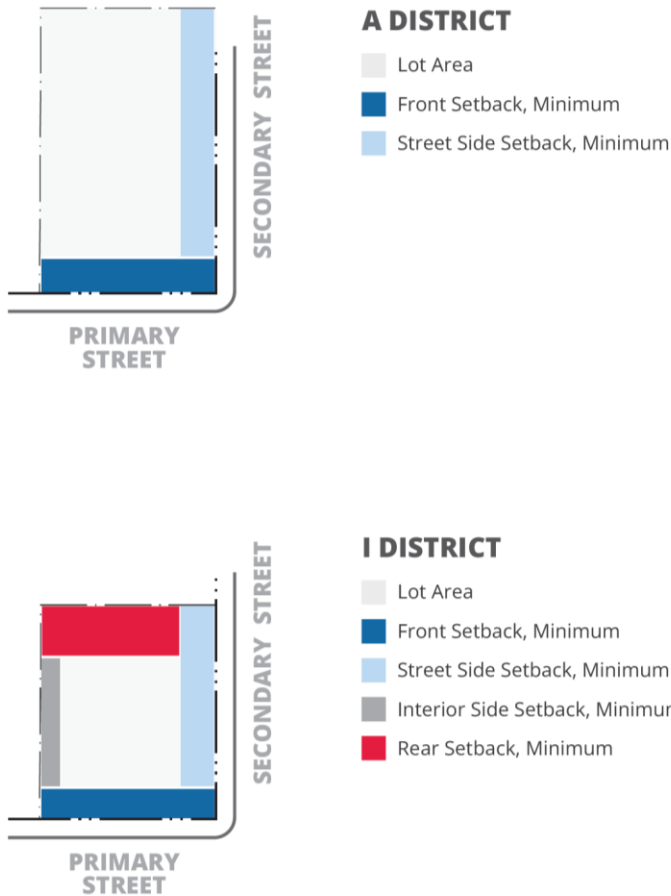 A DISTRICT
Lot Area
Front Setback, Minimum
Street Side Setback, Minimum
SECONDARY STREET
PRIMARY
STREET
I DISTRICT
Lot Area
Front Setback, Minimum
Street Side Setback, Minimum
Interior Side Setback, Minimu
Rear Setback, Minimum
SECONDARY STREET
PRIMARY
STREET